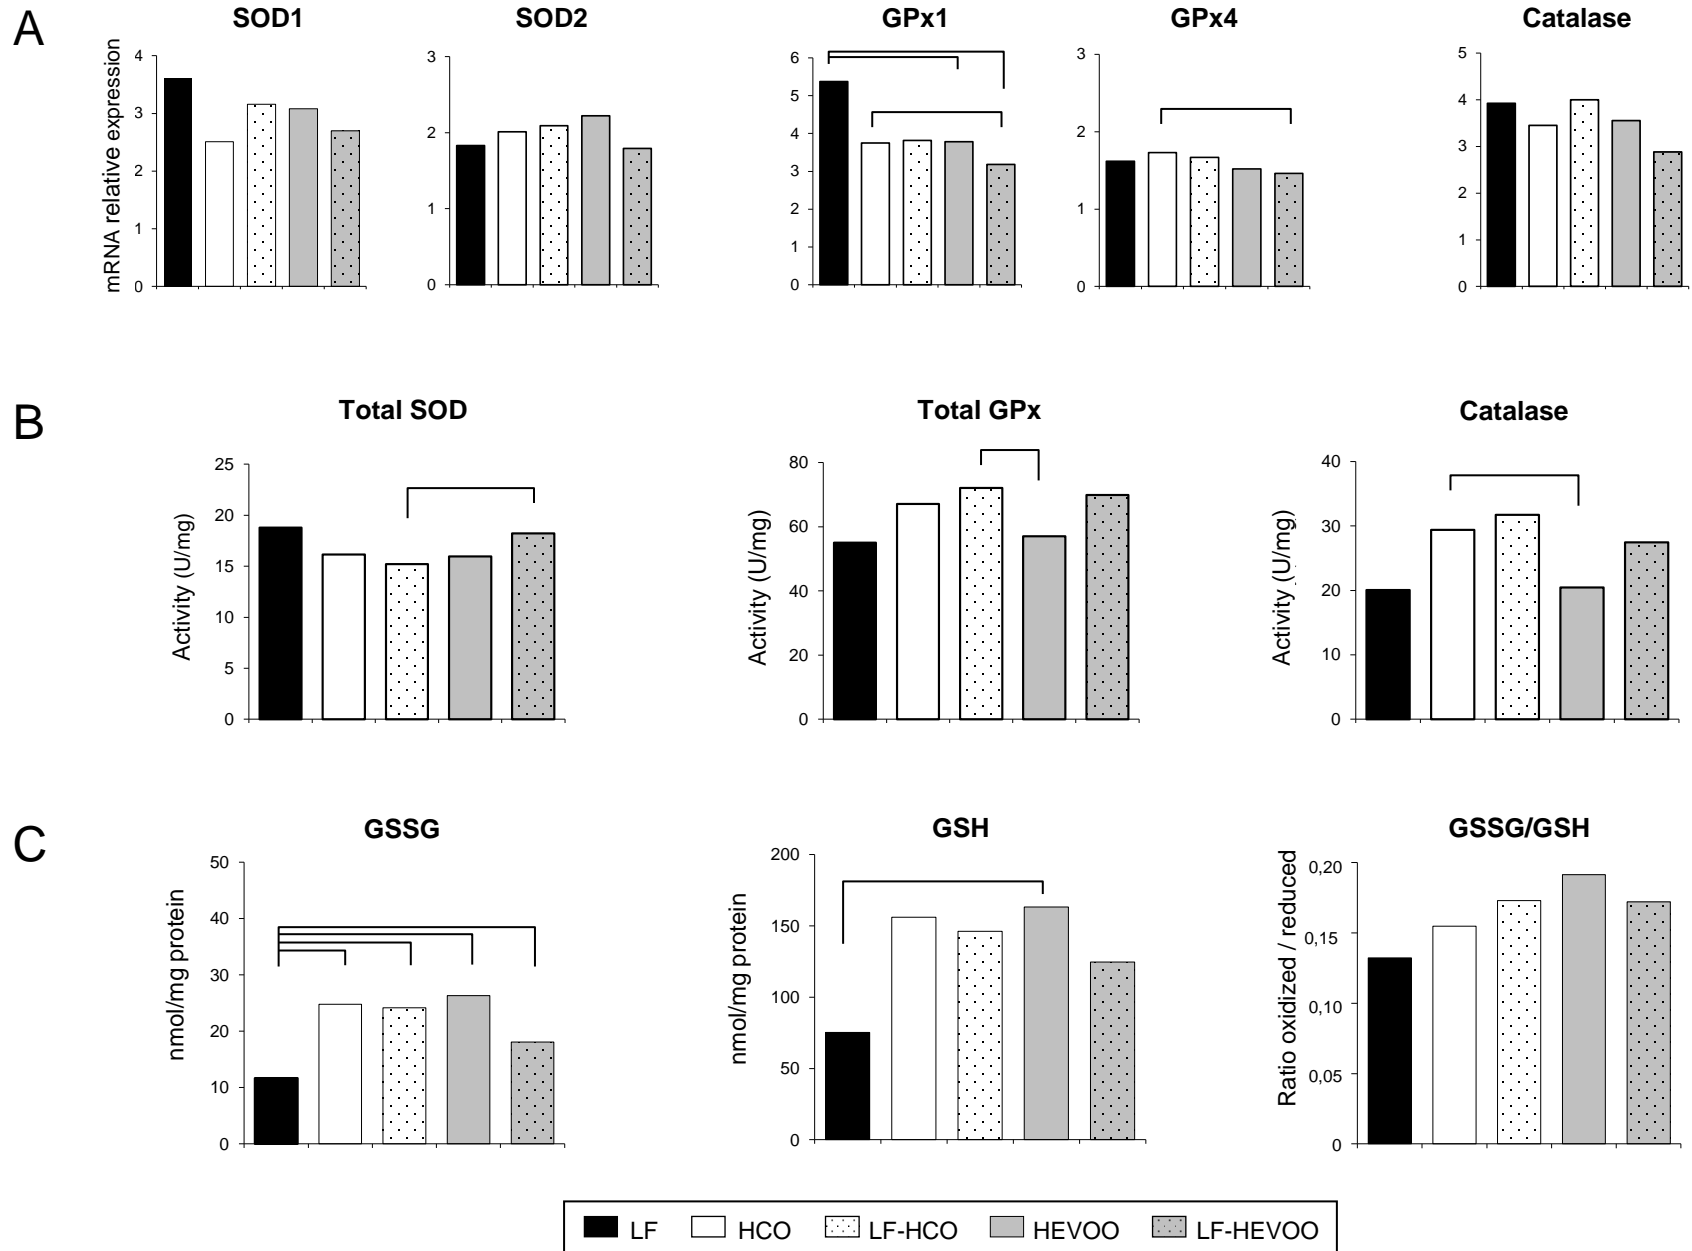 A
SOD1
SOD2
GPx1
GPx4
Catalase
mRNA relative expression
4
3
2
1
0
3
2
1
0
6
5
4
3
2
1
0
3
2
1
0
5
4
3
2
1
0
B
Total SOD
Total GPx
Catalase
Activity (U/mg)
25
20
15
10
5
0
Activity (U/mg)
80
60
40
20
0
Activity (U/mg)
40
30
20
10
0
C
GSSG
GSH
GSSG/GSH
nmol/mg protein
50
40
30
20
10
0
nmol/mg protein
200
150
100
50
0
Ratio oxidized / reduced
0,20
0,15
0,10
0,05
0
LF HCO LF-HCO HEVOO LF-HEVOO